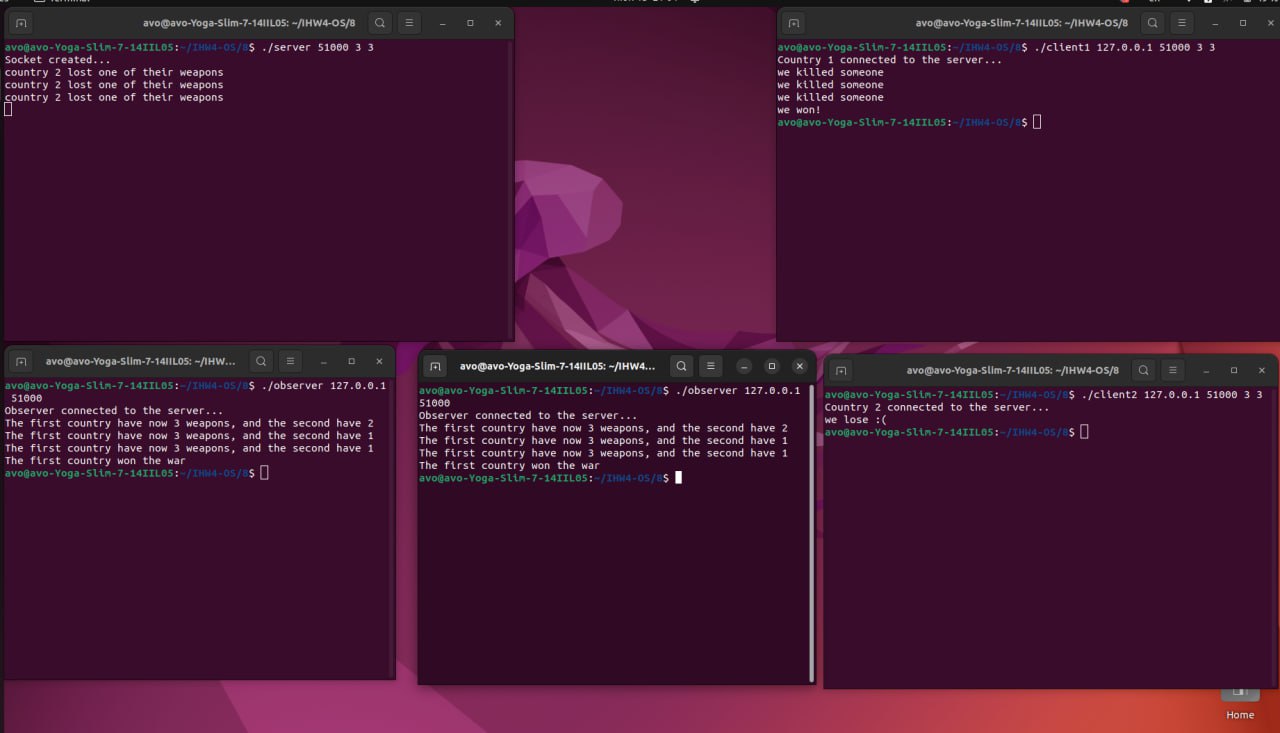 Terminal
avo@avo-Yoga-Slim-7-14IIL05: ~/IHW4-OS/8
avo@avo-Yoga-Slim-7-14IIL05:~/IHW4-OS/8$ ./server 51000 3 3
Socket created...
country 2 lost one of their weapons
country 2 lost one of their weapons
country 2 lost one of their weapons
avo@avo-Yoga-Slim-7-14IIL05: ~/IHW4-OS/8
avo@avo-Yoga-Slim-7-14IIL05:~/IHW4-OS/8$ ./client1 127.0.0.1 51000 3 3
Country 1 connected to the server...
we killed someone
we killed someone
we killed someone
we won!
avo@avo-Yoga-Slim-7-14IIL05:~/IHW4-OS/8$
avo@avo-Yoga-Slim-7-14IIL05: ~/IHW...
avo@avo-Yoga-Slim-7-14IIL05:~/IHW4-OS/8$ ./observer 127.0.0.1
51000
Observer connected to the server...
The first country have now 3 weapons, and the second have 2
The first country have now 3 weapons, and the second have 1
The first country have now 3 weapons, and the second have 1
The first country won the war
avo@avo-Yoga-Slim-7-14IIL05:~/IHW4-OS/8$
avo@avo-Yoga-Slim-7-14IIL05: ~/IHW4...
avo@avo-Yoga-Slim-7-14IIL05:~/IHW4-OS/8$ ./observer 127.0.0.1
51000
Observer connected to the server...
The first country have now 3 weapons, and the second have 2
The first country have now 3 weapons, and the second have 1
The first country have now 3 weapons, and the second have 1
The first country won the war
avo@avo-Yoga-Slim-7-14IIL05:~/IHW4-OS/8$
avo@avo-Yoga-Slim-7-14IIL05: ~/IHW4-OS/8
avo@avo-Yoga-Slim-7-14IIL05:~/IHW4-OS/8$ ./client2 127.0.0.1 51000 3 3
Country 2 connected to the server...
we lose :(
avo@avo-Yoga-Slim-7-14IIL05:~/IHW4-OS/8$
Home